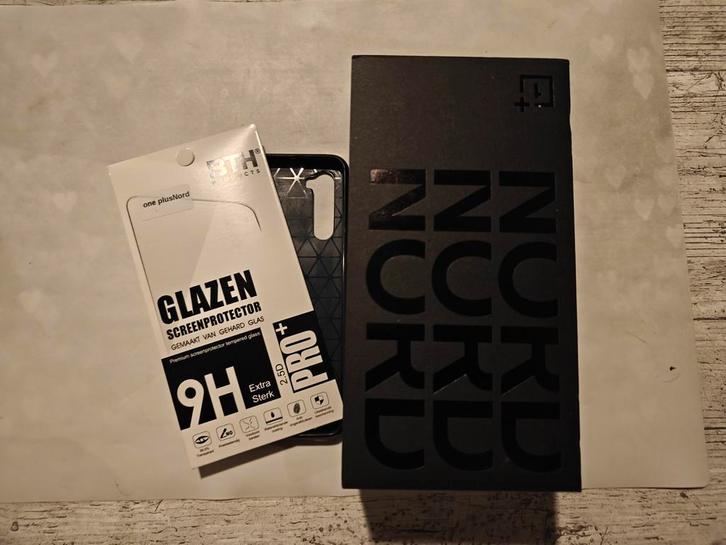 BTH®
PRODUCTS
one plusNord
GLAZEN
SCREENPROTECTOR
GEMAAKT VAN GEHARD GLAS
Premium screenprotector tempered glass
9H
Extra
Sterk
2.5D
PRO+
1+
NORD
NORD
NORD